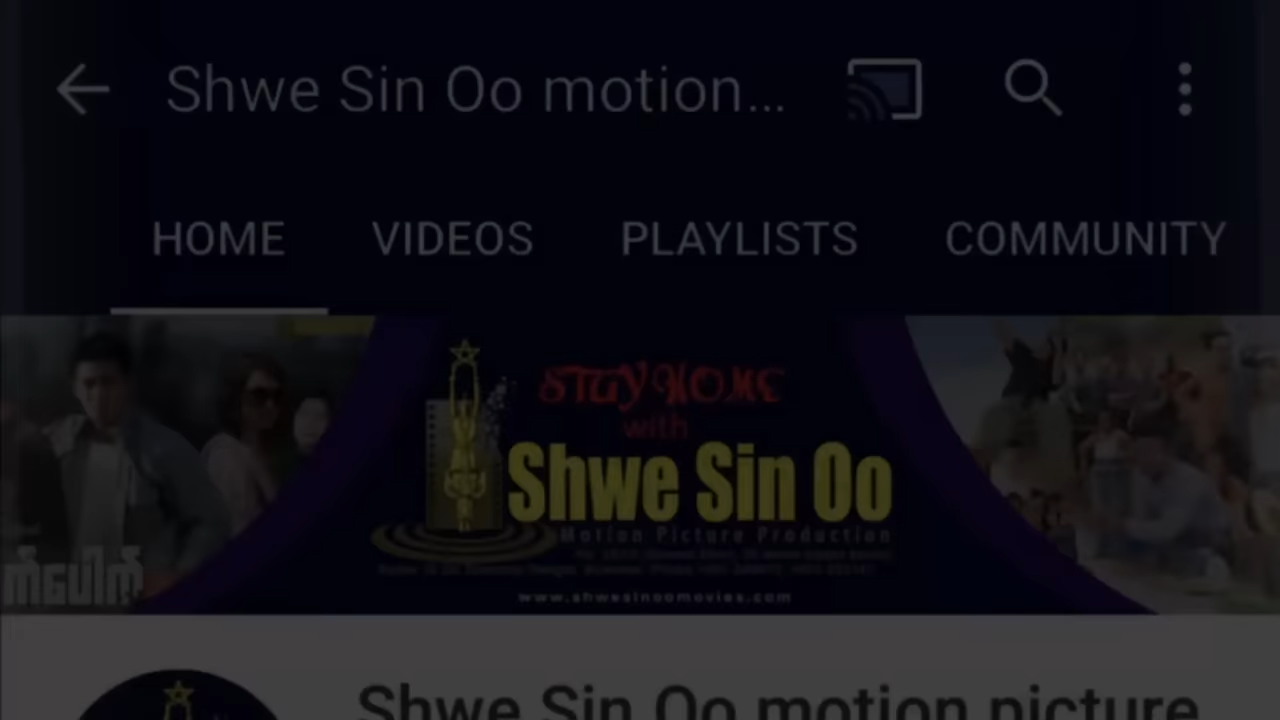 Shwe Sin Oo motion...
HOME VIDEOS PLAYLISTS COMMUNITY
STAY HOME
with
Shwe Sin Oo
Motion Picture Production
www.shwesinoomovies.com
Shwe Sin Oo motion picture